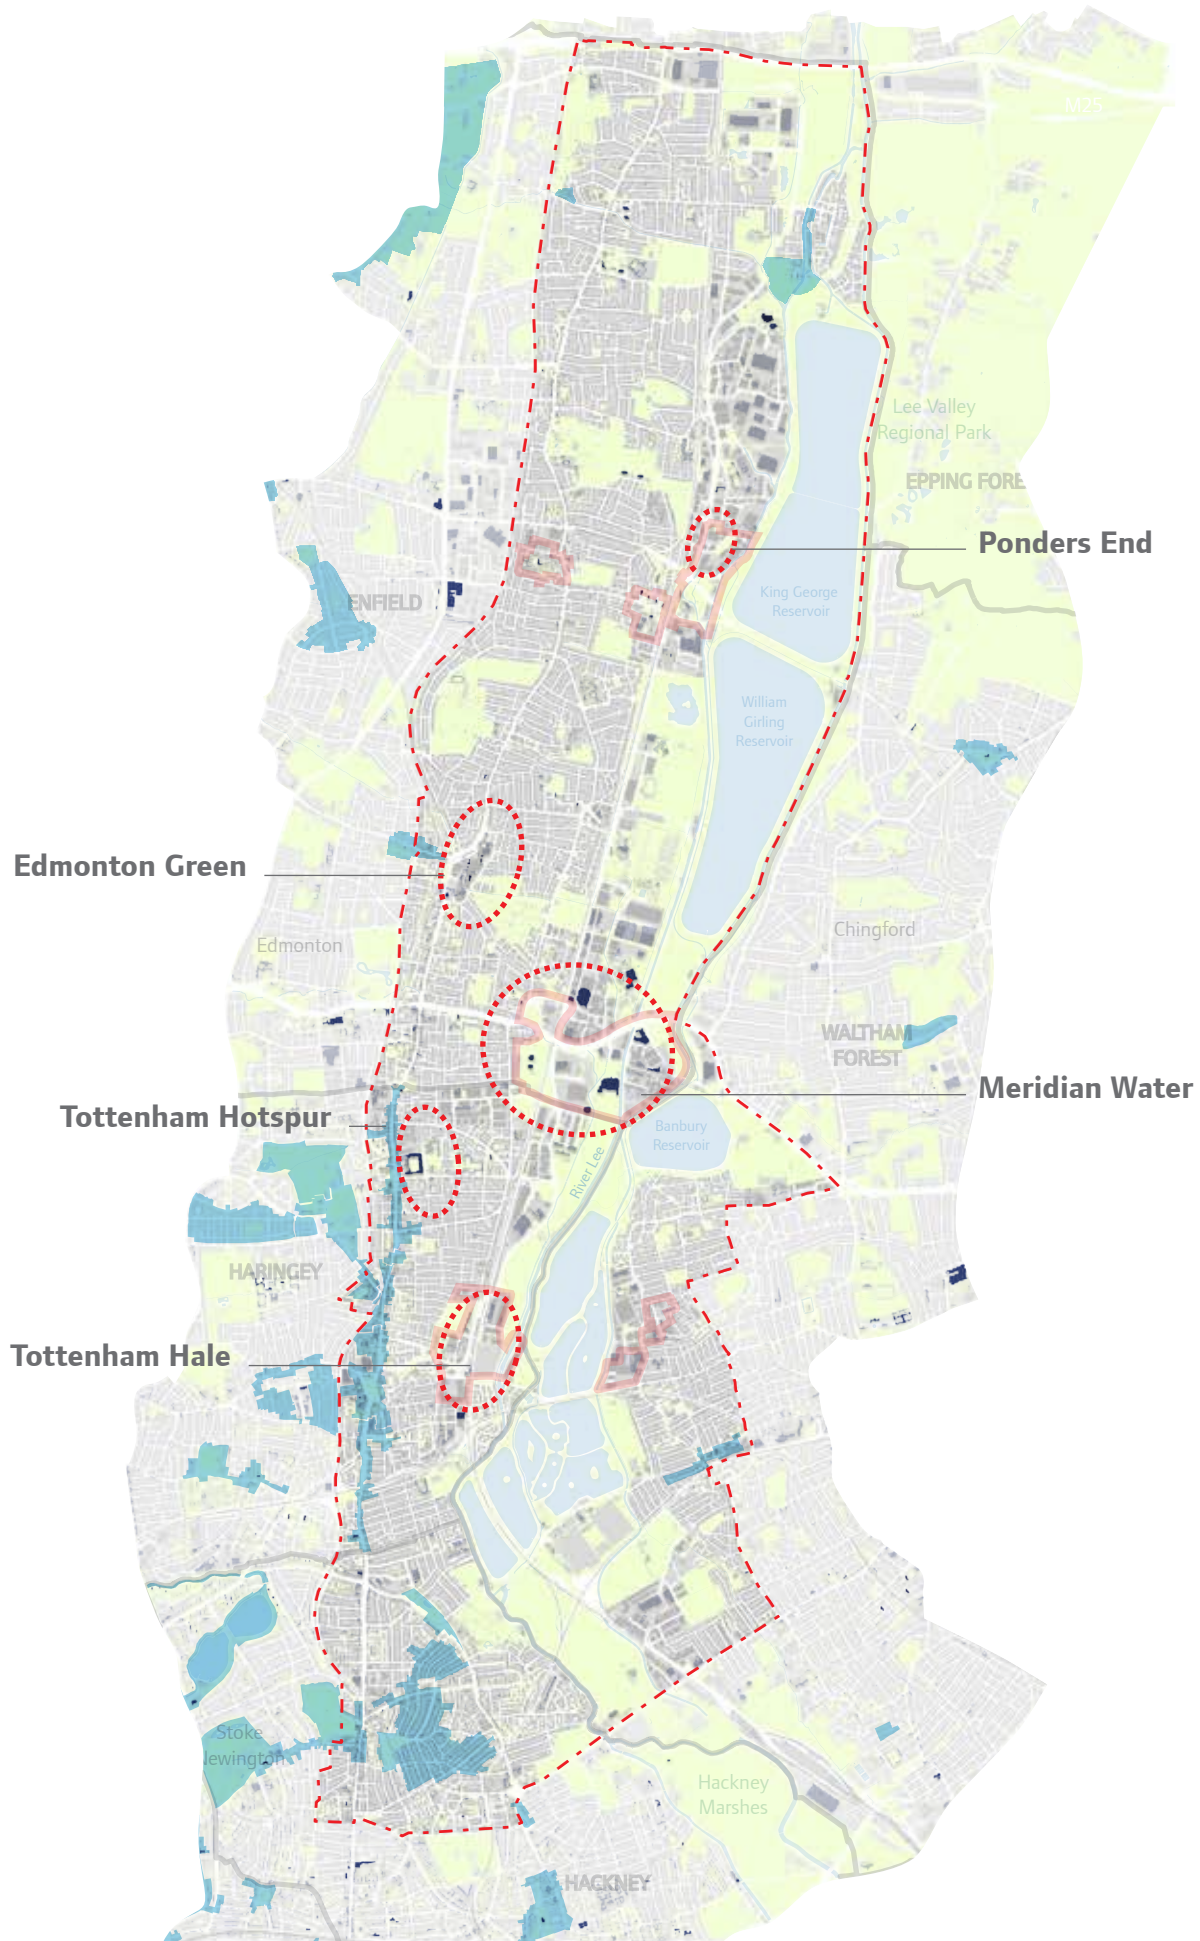 M25
Lee Valley
Regional Park
EPPING FORE
Ponders End
King George
Reservoir
ENFIELD
William
Girling
Reservoir
Edmonton Green
Chingford
Edmonton
WALTHAM
FOREST
Meridian Water
Tottenham Hotspur
Banbury
Reservoir
River Lee
HARINGEY
Tottenham Hale
Stoke
lewington
Hackney
Marshes
HACKNEY